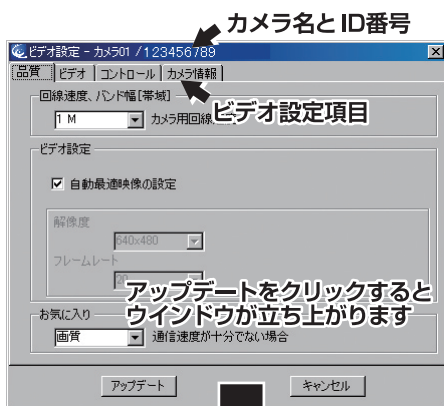 カメラ名とID番号
ビデオ設定 - カメラ01 /123456789
品質 ビデオ コントロール カメラ情報
ビデオ設定項目
回線速度、バンド幅[帯域]
1 M カメラ用回線
ビデオ設定
自動最適映像の設定
解像度
640x480
フレームレート
20
アップデートをクリックすると
ウインドウが立ち上がります
お気に入り
画質 通信速度が十分でない場合
アップデート キャンセル